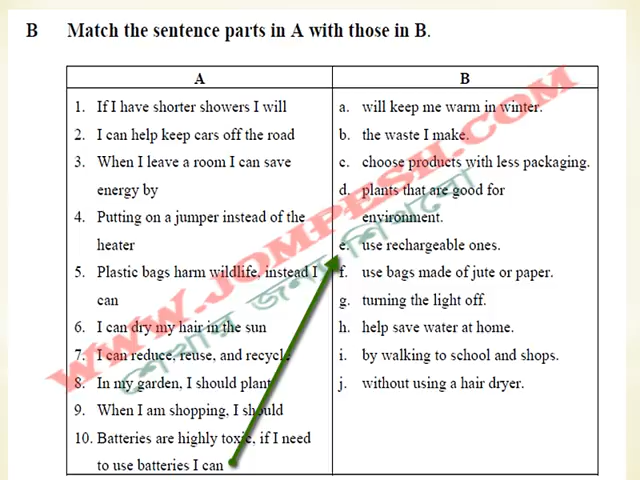 B Match the sentence parts in A with those in B.
A B
1. If I have shorter showers I will
2. I can help keep cars off the road
3. When I leave a room I can save
energy by
4. Putting on a jumper instead of the
heater
5. Plastic bags harm wildlife, instead I
can
6. I can dry my hair in the sun
7. I can reduce, reuse, and recycle
8. In my garden, I should plant
9. When I am shopping, I should
10. Batteries are highly toxic, if I need
to use batteries I can
a. will keep me warm in winter.
b. the waste I make.
c. choose products with less packaging.
d. plants that are good for
environment.
e. use rechargeable ones.
f. use bags made of jute or paper.
g. turning the light off.
h. help save water at home.
i. by walking to school and shops.
j. without using a hair dryer.
WWW.JOMPESH.COM
শেখার জন্য শিখানো